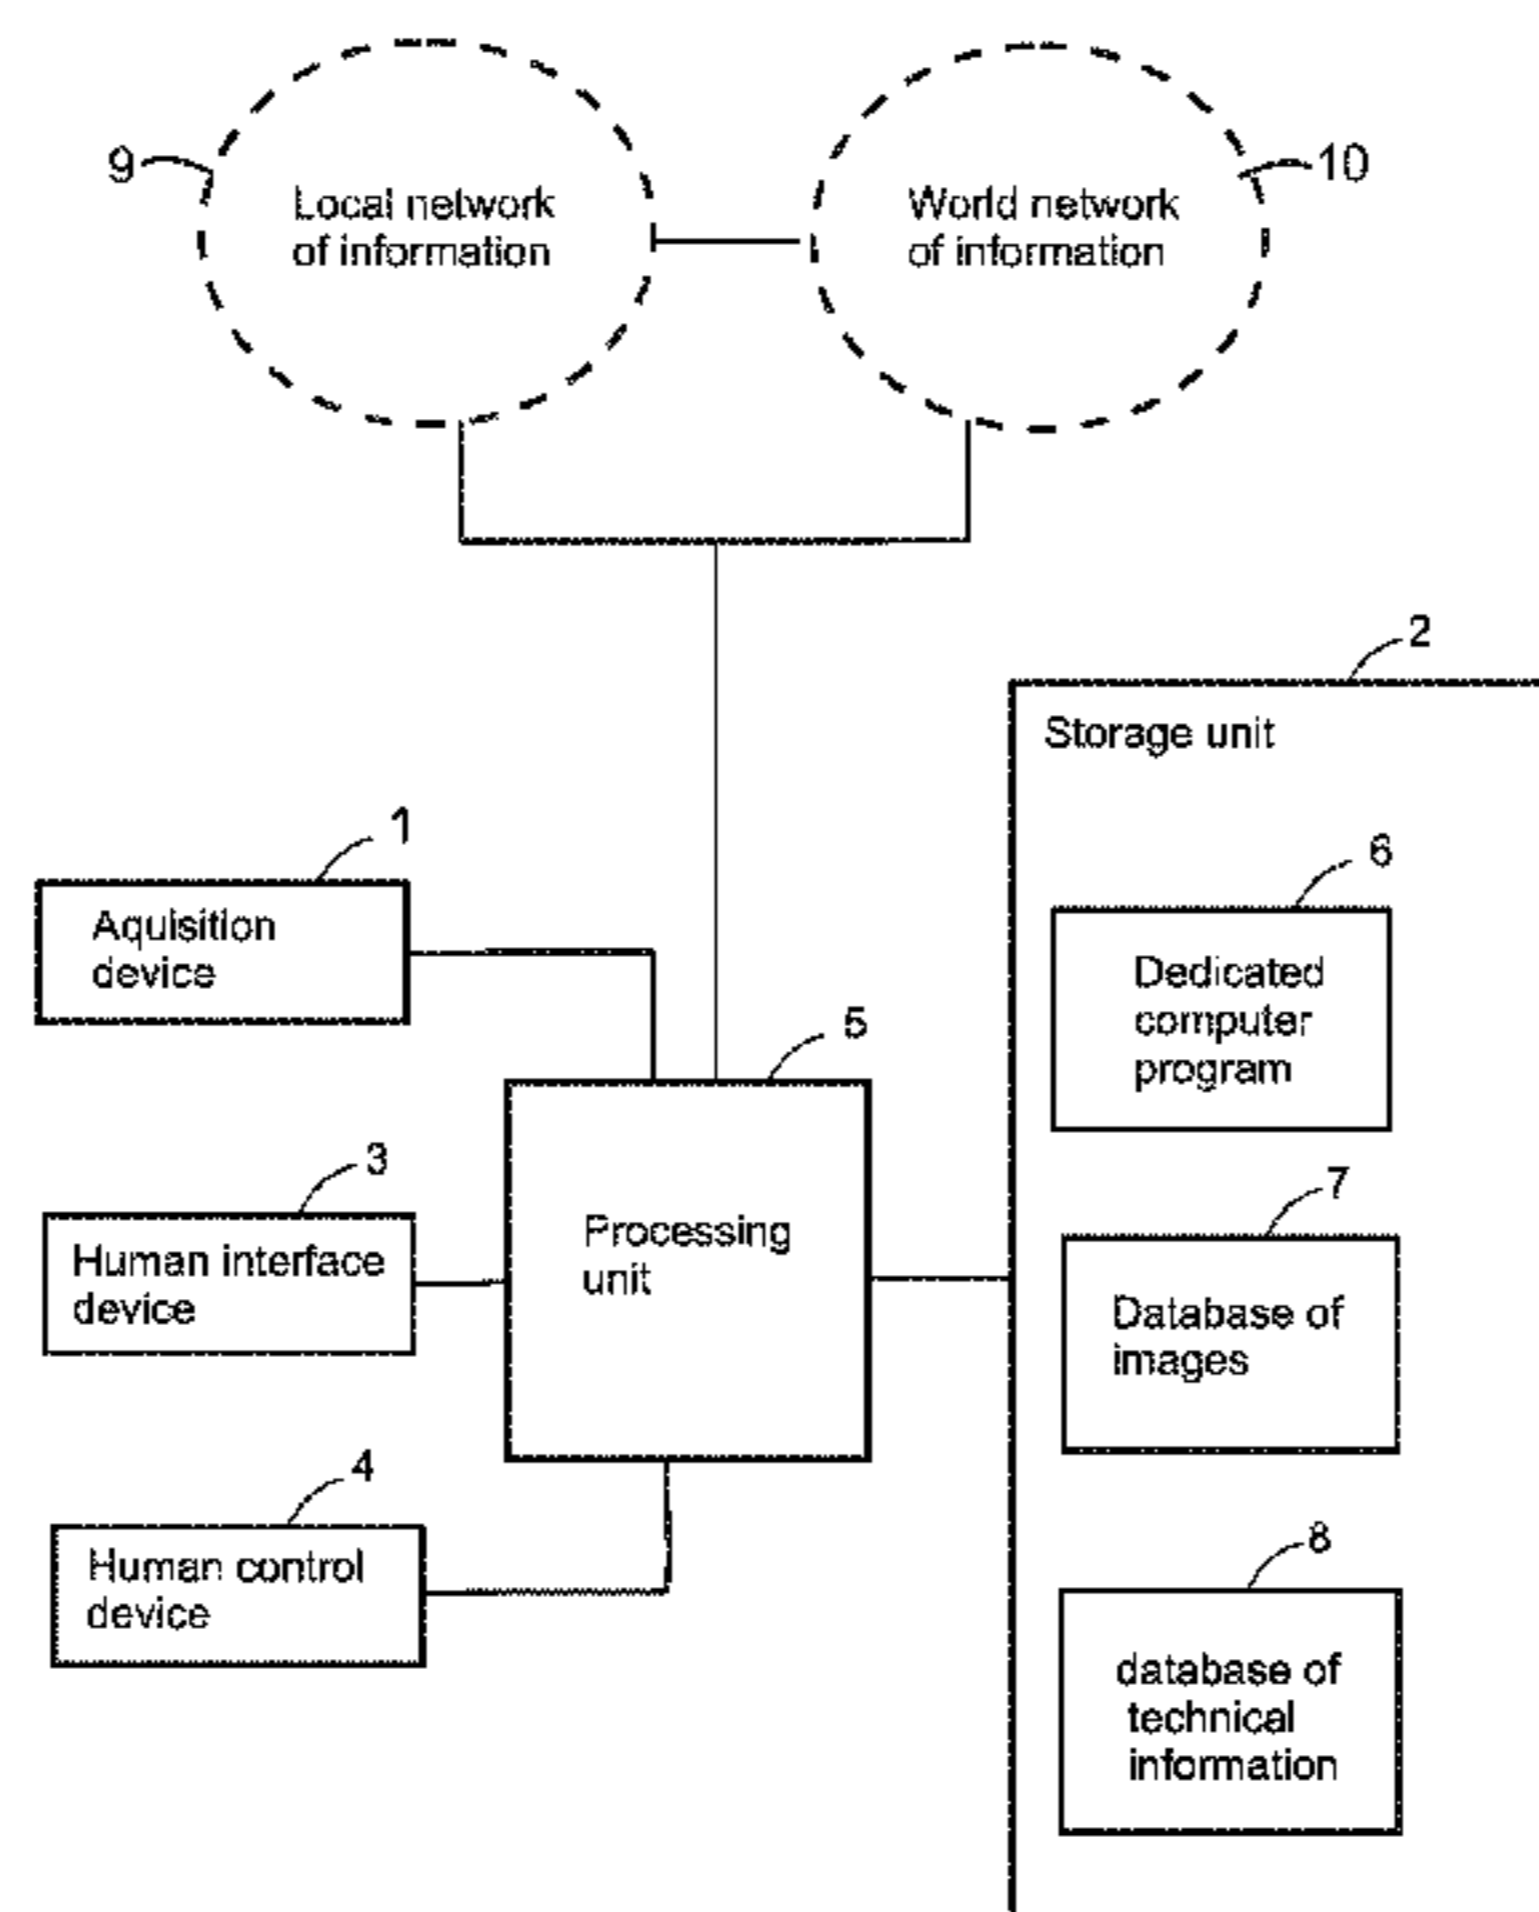 9
Local network
of information
World network
of information
10
2
Storage unit
1
Aquisition
device
6
Dedicated
computer
program
5
Processing
unit
3
Human interface
device
7
Database of
images
4
Human control
device
8
database of
technical
information